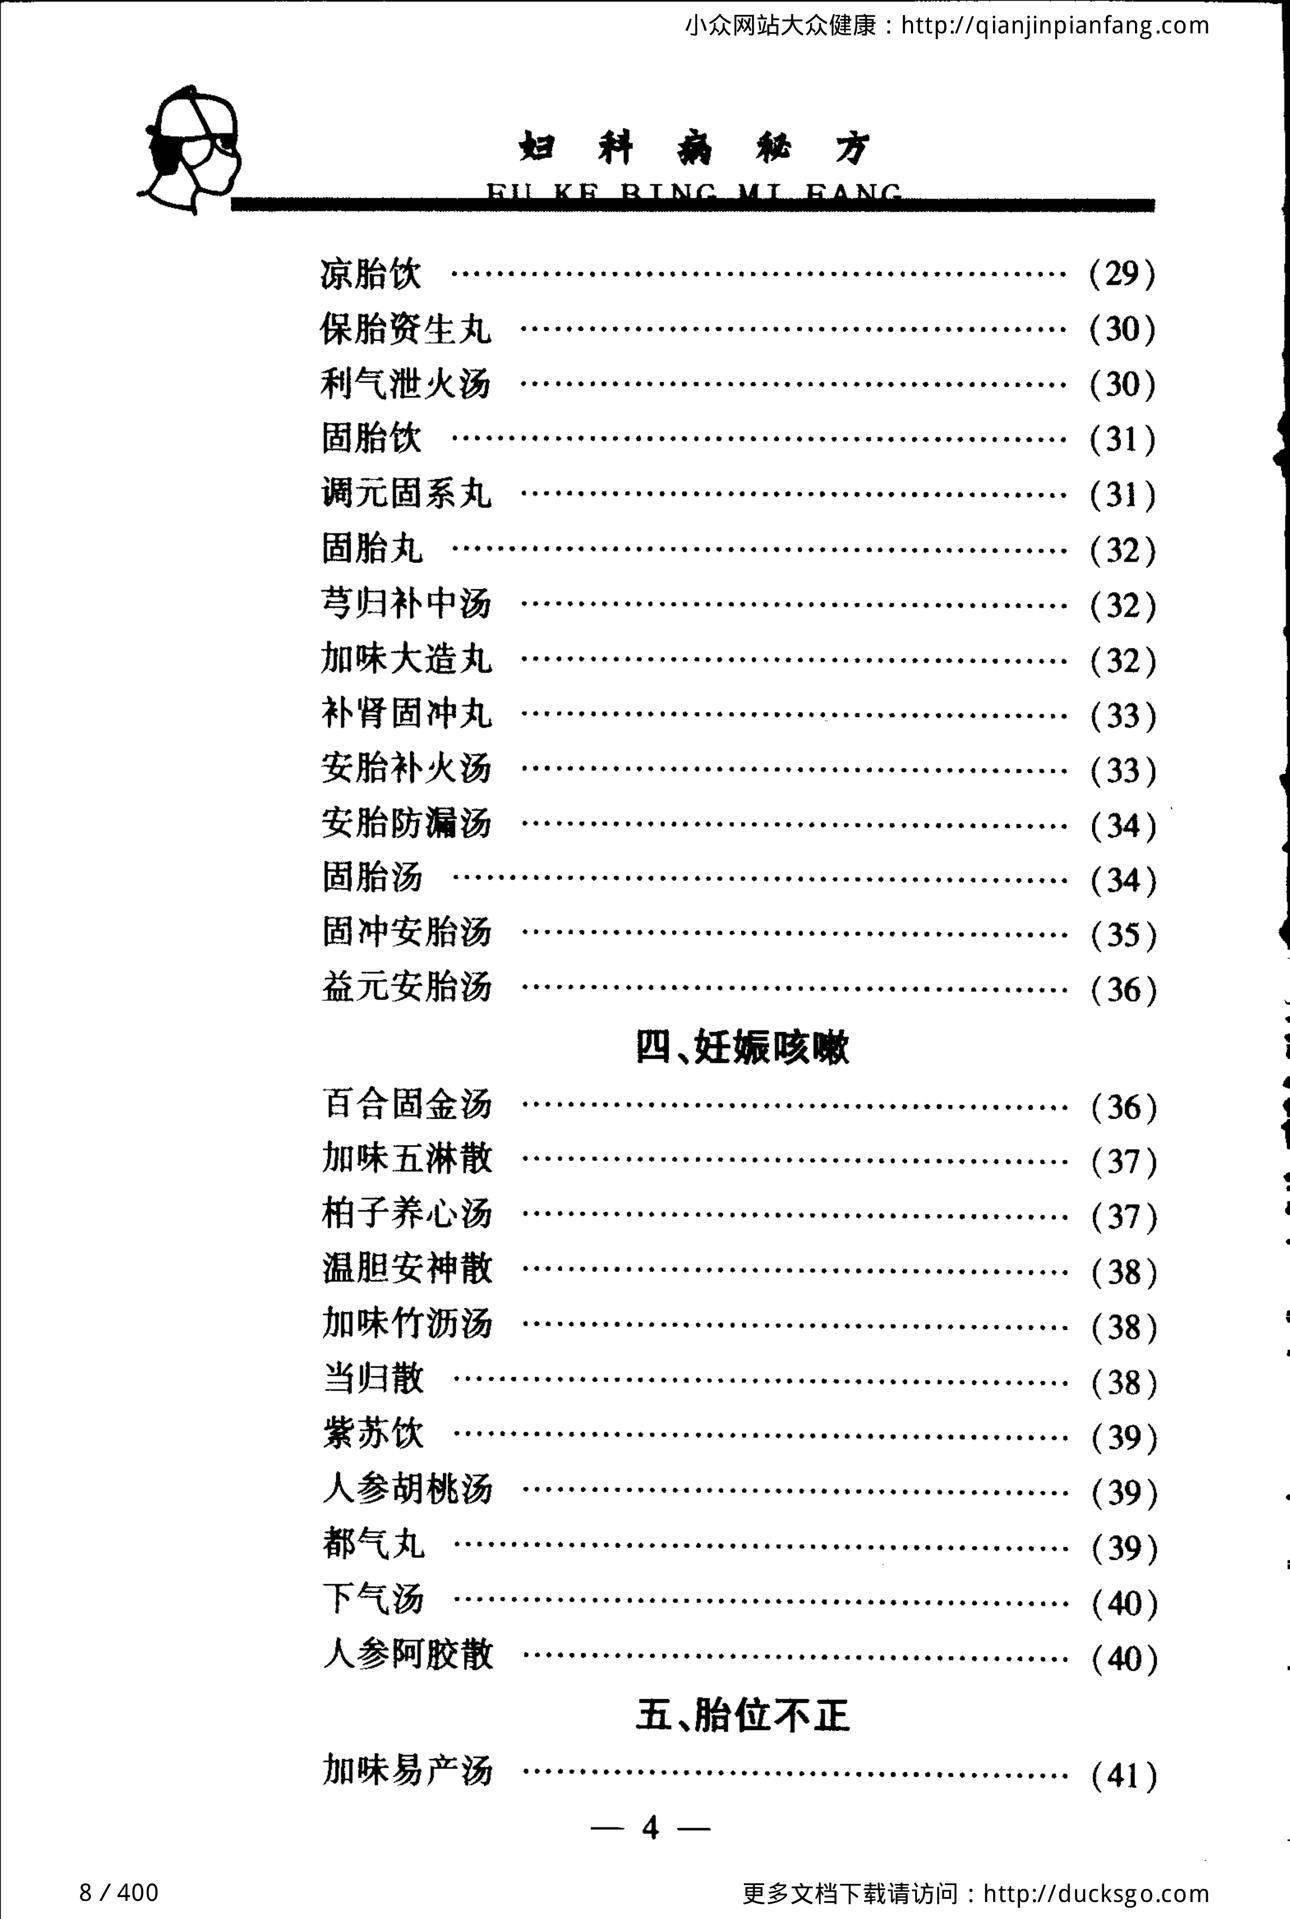 小众网站大众健康：http://qianjinpianfang.com
妇科病秘方
FU KE BING MI FANG
凉胎饮 …………………………………………… (29)
保胎资生丸 …………………………………………… (30)
利气泄火汤 …………………………………………… (30)
固胎饮 …………………………………………… (31)
调元固系丸 …………………………………………… (31)
固胎丸 …………………………………………… (32)
芎归补中汤 …………………………………………… (32)
加味大造丸 …………………………………………… (32)
补肾固冲丸 …………………………………………… (33)
安胎补火汤 …………………………………………… (33)
安胎防漏汤 …………………………………………… (34)
固胎汤 …………………………………………… (34)
固冲安胎汤 …………………………………………… (35)
益元安胎汤 …………………………………………… (36)
四、妊娠咳嗽
百合固金汤 …………………………………………… (36)
加味五淋散 …………………………………………… (37)
柏子养心汤 …………………………………………… (37)
温胆安神散 …………………………………………… (38)
加味竹沥汤 …………………………………………… (38)
当归散 …………………………………………… (38)
紫苏饮 …………………………………………… (39)
人参胡桃汤 …………………………………………… (39)
都气丸 …………………………………………… (39)
下气汤 …………………………………………… (40)
人参阿胶散 …………………………………………… (40)
五、胎位不正
加味易产汤 …………………………………………… (41)
— 4 —
8 / 400
更多文档下载请访问：http://ducksgo.com